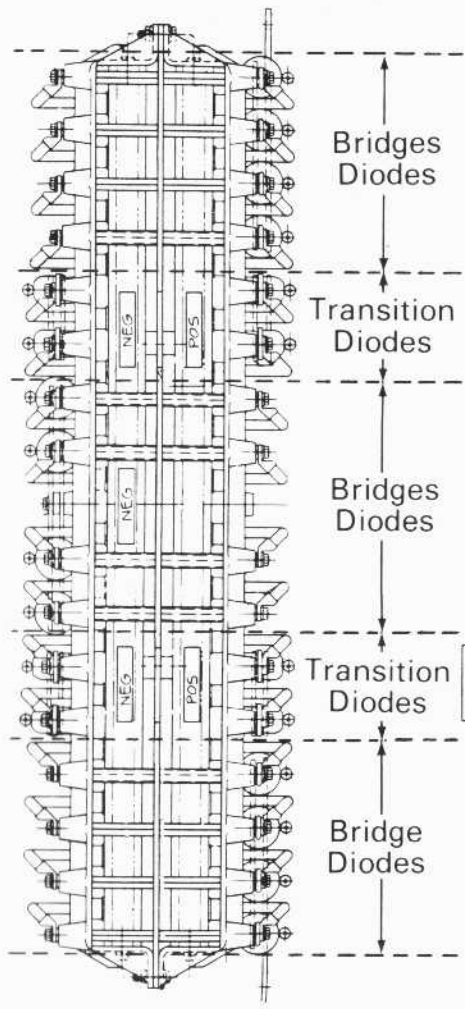 Bridges
Diodes
Transition
Diodes
NEG
POS
Bridges
Diodes
NEG
Transition
Diodes
NEG
POS
Bridge
Diodes